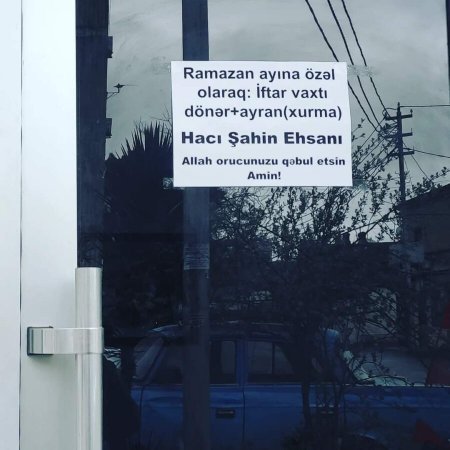 Ramazan ayına özəl
olaraq: İftar vaxtı
dönər+ayran(xurma)
Hacı Şahin Ehsanı
Allah orucunuzu qəbul etsin
Amin!